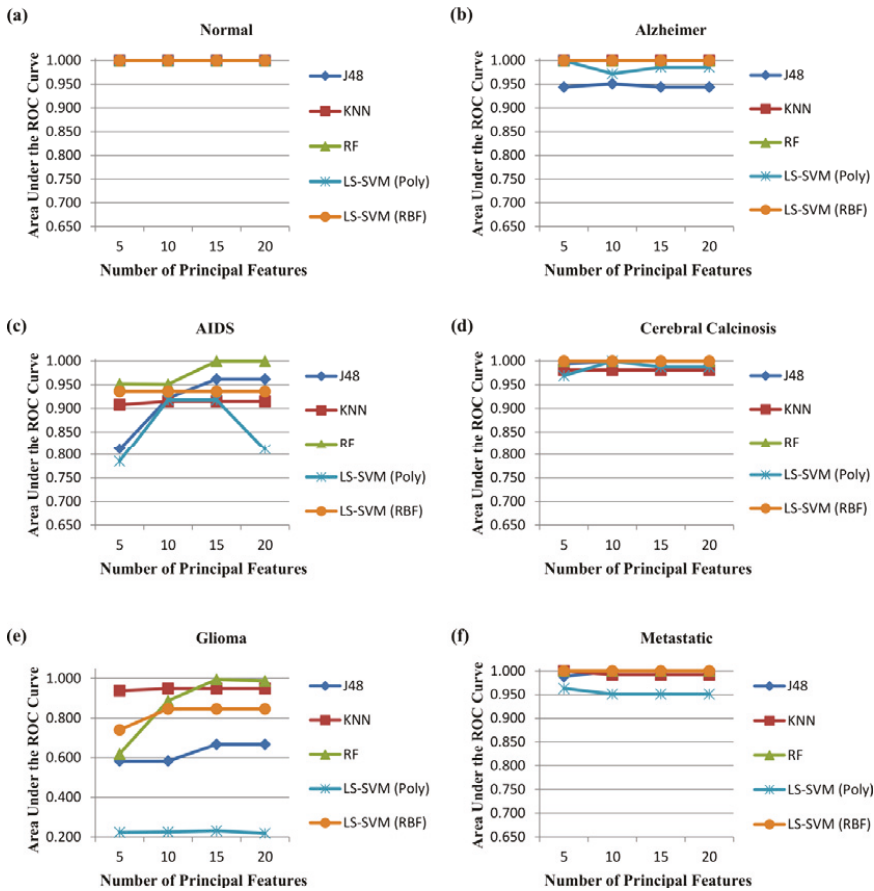 (a)
Normal
Area Under the ROC Curve
1.000
0.950
0.900
0.850
0.800
0.750
0.700
0.650
5 10 15 20
Number of Principal Features
J48
KNN
RF
LS-SVM (Poly)
LS-SVM (RBF)
(b)
Alzheimer
Area Under the ROC Curve
1.000
0.950
0.900
0.850
0.800
0.750
0.700
0.650
5 10 15 20
Number of Principal Features
J48
KNN
RF
LS-SVM (Poly)
LS-SVM (RBF)
(c)
AIDS
Area Under the ROC Curve
1.000
0.950
0.900
0.850
0.800
0.750
0.700
0.650
5 10 15 20
Number of Principal Features
J48
KNN
RF
LS-SVM (Poly)
LS-SVM (RBF)
(d)
Cerebral Calcinosis
Area Under the ROC Curve
1.000
0.950
0.900
0.850
0.800
0.750
0.700
0.650
5 10 15 20
Number of Principal Features
J48
KNN
RF
LS-SVM (Poly)
LS-SVM (RBF)
(e)
Glioma
Area Under the ROC Curve
1.000
0.800
0.600
0.400
0.200
5 10 15 20
Number of Principal Features
J48
KNN
RF
LS-SVM (Poly)
LS-SVM (RBF)
(f)
Metastatic
Area Under the ROC Curve
1.000
0.950
0.900
0.850
0.800
0.750
0.700
0.650
5 10 15 20
Number of Principal Features
J48
KNN
RF
LS-SVM (Poly)
LS-SVM (RBF)